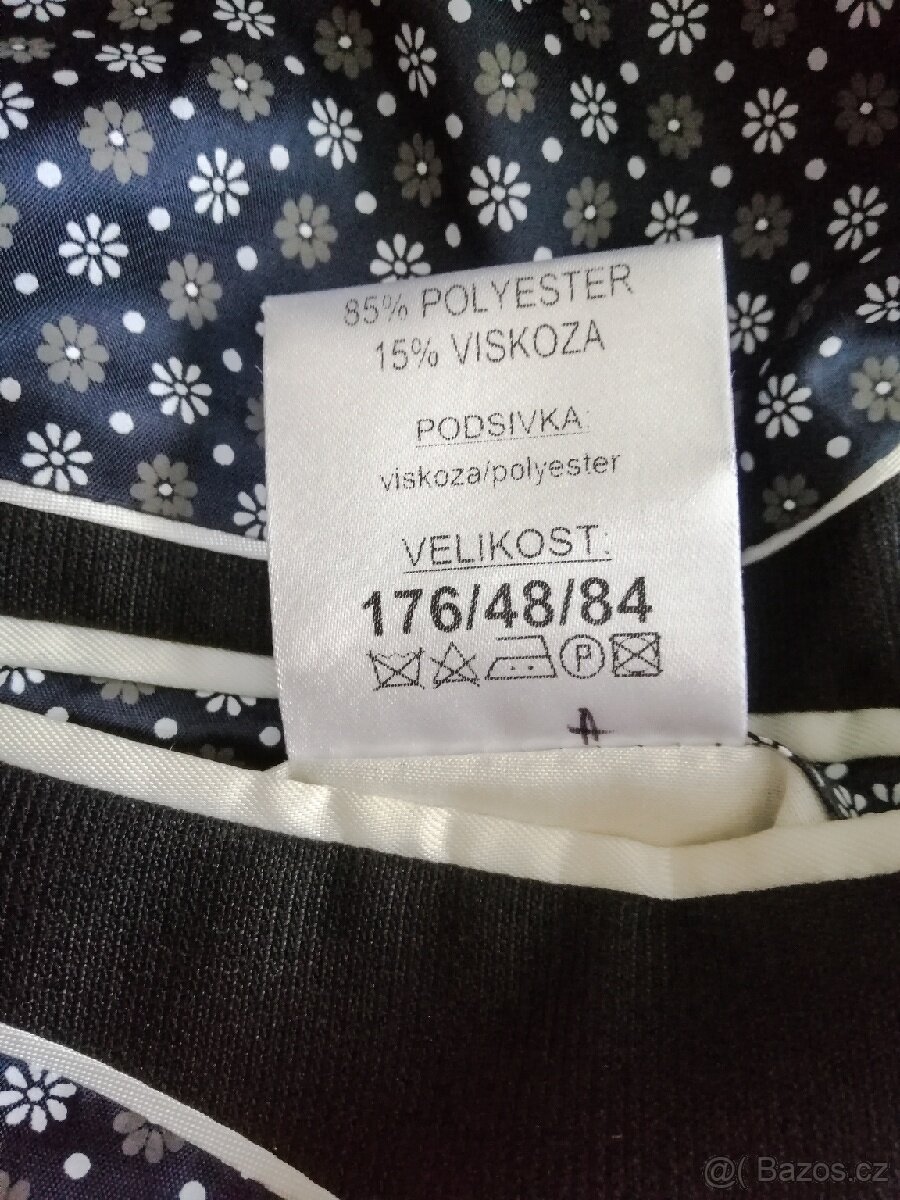 85% POLYESTER
15% VISKOZA
PODSIVKA:
viskoza/polyester
VELIKOST:
176/48/84
P
A
@( Bazos.cz